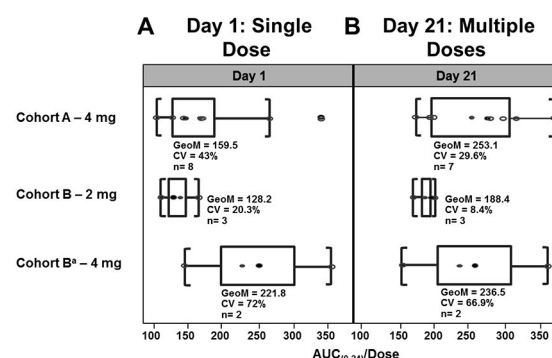 A Day 1: Single Dose
B Day 21: Multiple Doses
Day 1
Day 21
Cohort A – 4 mg
GeoM = 159.5
CV = 43%
n= 8
GeoM = 253.1
CV = 29.6%
n= 7
Cohort B – 2 mg
GeoM = 128.2
CV = 20.3%
n= 3
GeoM = 188.4
CV = 8.4%
n= 3
Cohort Bᵃ – 4 mg
GeoM = 221.8
CV = 72%
n= 2
GeoM = 236.5
CV = 66.9%
n= 2
100 150 200 250 300 350
100 150 200 250 300 350
AUC(0-24)/Dose